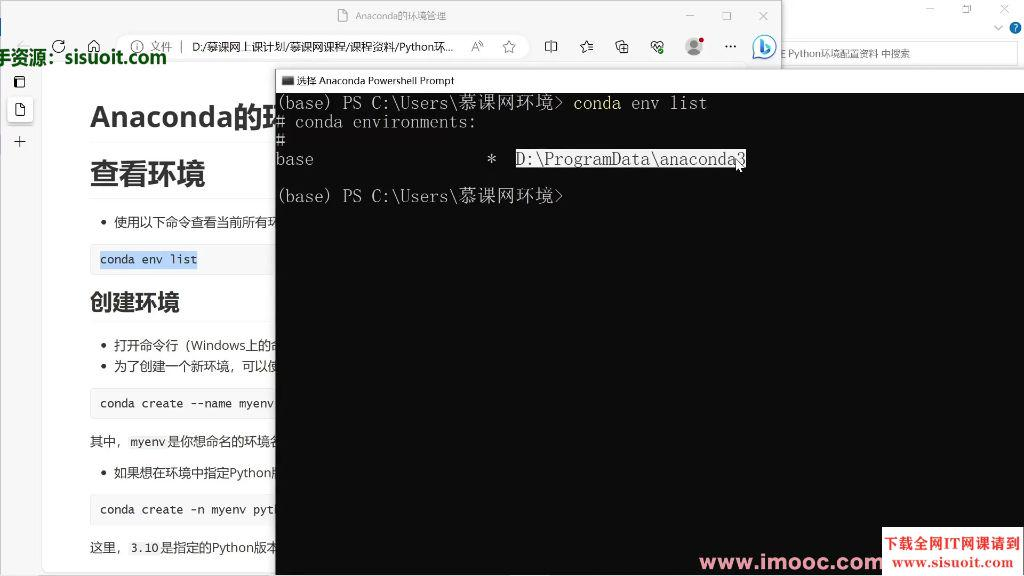 Anaconda的环境管理
文件 | D:/慕课网上课计划/慕课网课程/课程资料/Python环...
手资源：sisuoit.com
Python环境配置资料 中搜索
选择 Anaconda Powershell Prompt
(base) PS C:\Users\慕课网环境> conda env list
# conda environments:
#
base * D:\ProgramData\anaconda3
(base) PS C:\Users\慕课网环境>
Anaconda的环
查看环境
使用以下命令查看当前所有环
conda env list
创建环境
打开命令行（Windows上的命
为了创建一个新环境，可以使
conda create --name myenv
其中，myenv是你想命名的环境名
如果想在环境中指定Python版
conda create -n myenv pyth
这里，3.10是指定的Python版本
www.imooc.com
下载全网IT网课请到
www.sisuoit.com